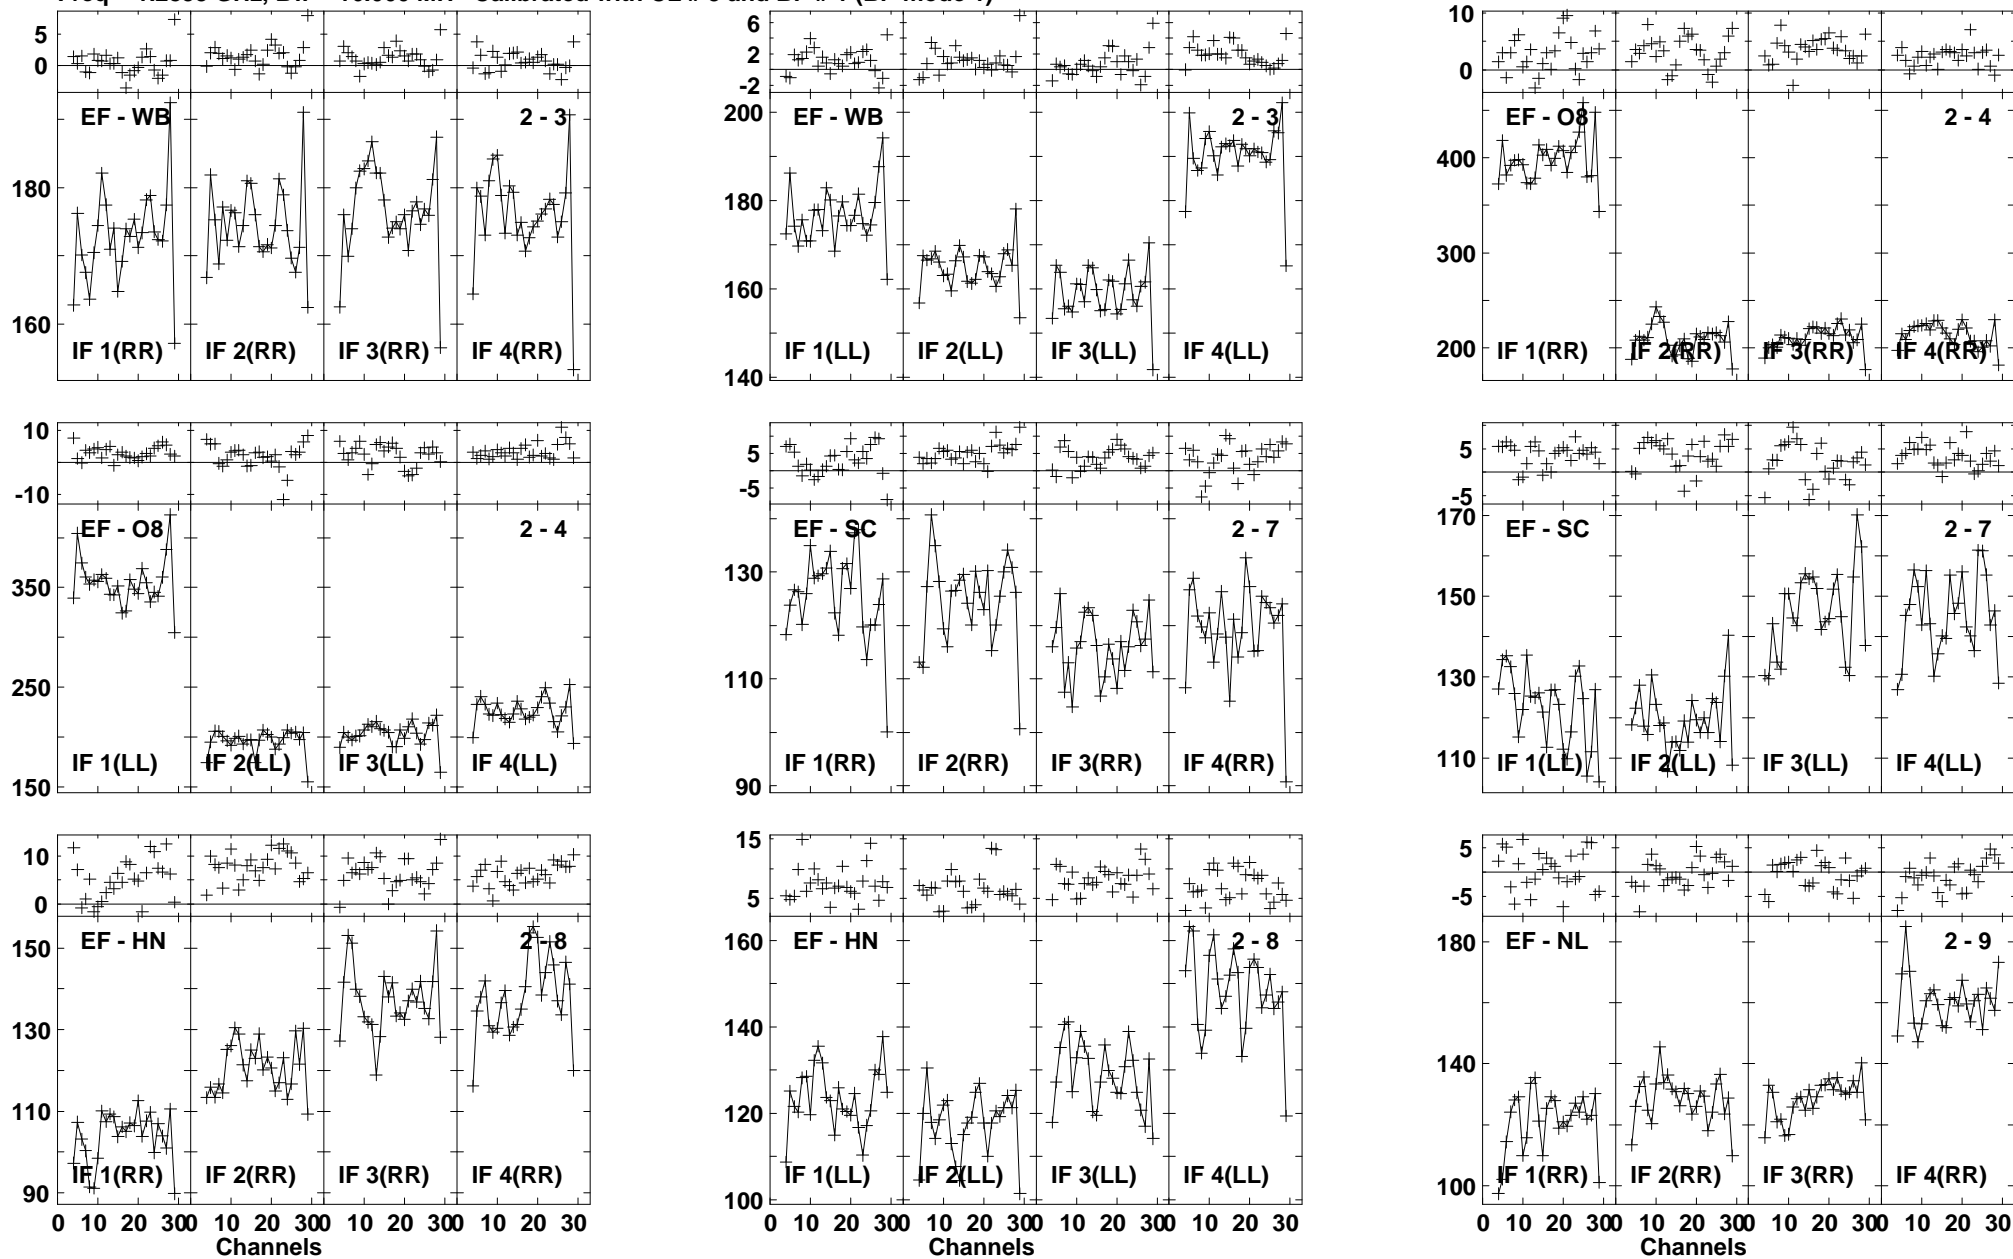 5
0
6
2
-2
10
0
EF - WB
2 - 3
EF - WB
2 - 3
EF - O8
2 - 4
180
160
IF 1(RR)
IF 2(RR)
IF 3(RR)
IF 4(RR)
200
180
160
140
IF 1(LL)
IF 2(LL)
IF 3(LL)
IF 4(LL)
400
300
200
IF 1(RR)
IF 2(RR)
IF 3(RR)
IF 4(RR)
10
-10
5
-5
5
-5
EF - O8
2 - 4
EF - SC
2 - 7
EF - SC
2 - 7
350
250
150
IF 1(LL)
IF 2(LL)
IF 3(LL)
IF 4(LL)
130
110
90
IF 1(RR)
IF 2(RR)
IF 3(RR)
IF 4(RR)
170
150
130
110
IF 1(LL)
IF 2(LL)
IF 3(LL)
IF 4(LL)
10
0
15
5
5
-5
EF - HN
2 - 8
EF - HN
2 - 8
EF - NL
2 - 9
150
130
110
90
IF 1(RR)
IF 2(RR)
IF 3(RR)
IF 4(RR)
160
140
120
100
IF 1(LL)
IF 2(LL)
IF 3(LL)
IF 4(LL)
180
140
100
IF 1(RR)
IF 2(RR)
IF 3(RR)
IF 4(RR)
0 10 20 30 0 10 20 30 0 10 20 30 0 10 20 30
0 10 20 30 0 10 20 30 0 10 20 30 0 10 20 30
0 10 20 30 0 10 20 30 0 10 20 30 0 10 20 30
Channels
Channels
Channels